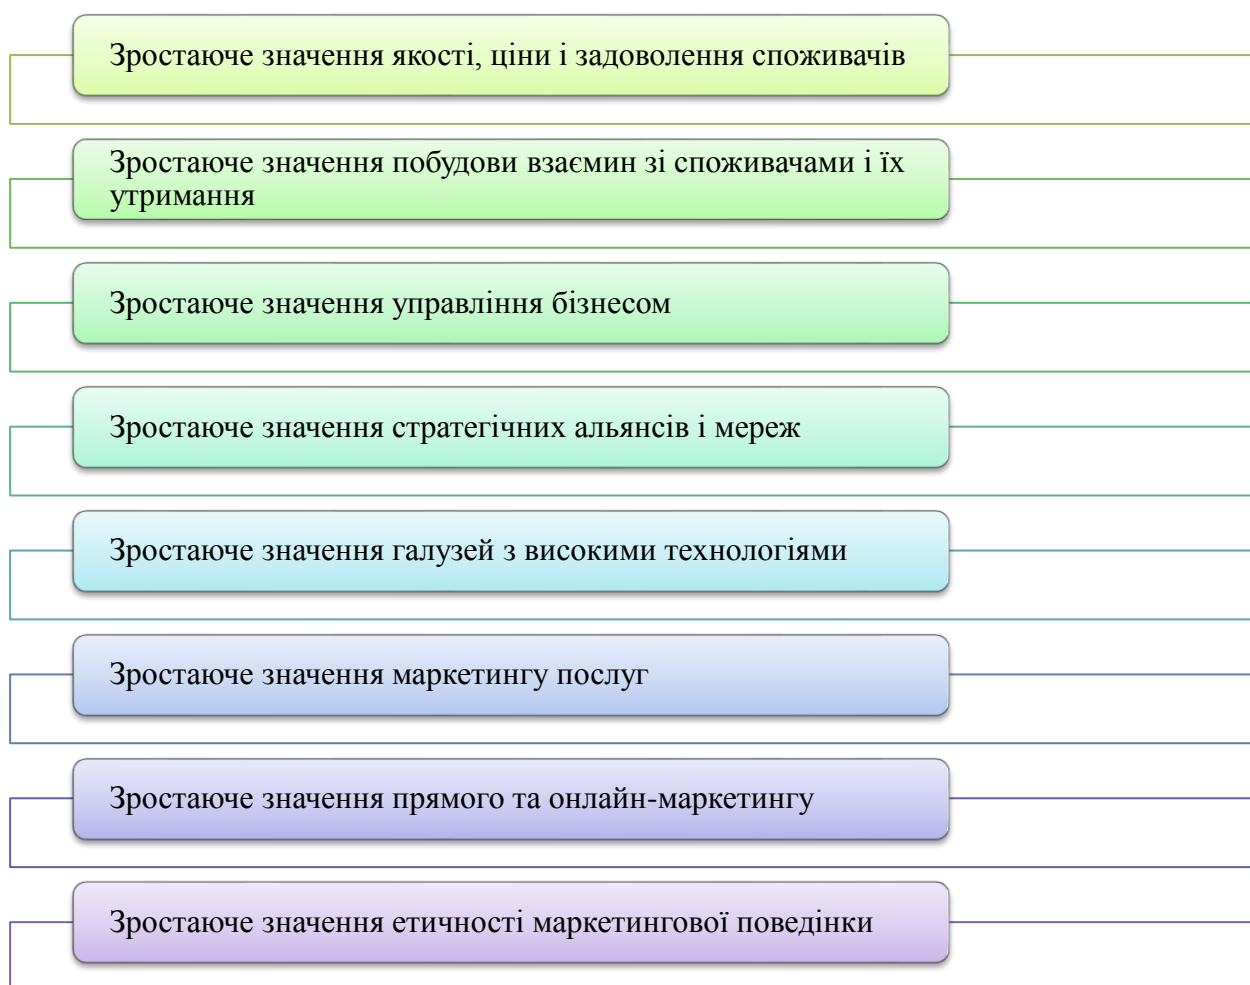 Зростаюче значення якості, ціни і задоволення споживачів
Зростаюче значення побудови взаємин зі споживачами і їх
утримання
Зростаюче значення управління бізнесом
Зростаюче значення стратегічних альянсів і мереж
Зростаюче значення галузей з високими технологіями
Зростаюче значення маркетингу послуг
Зростаюче значення прямого та онлайн-маркетингу
Зростаюче значення етичності маркетингової поведінки